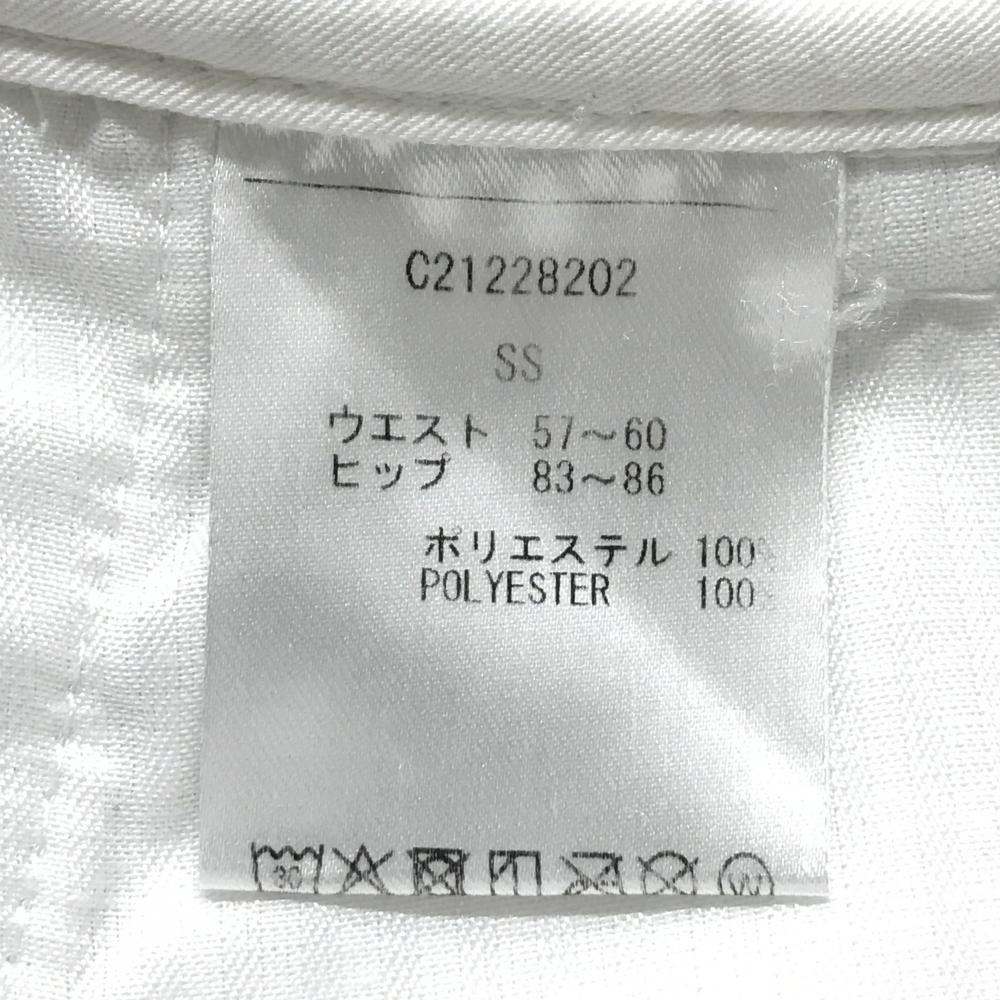 C21228202
SS
ウエスト 57〜60
ヒップ 83〜86
ポリエステル 100%
POLYESTER 100%
30